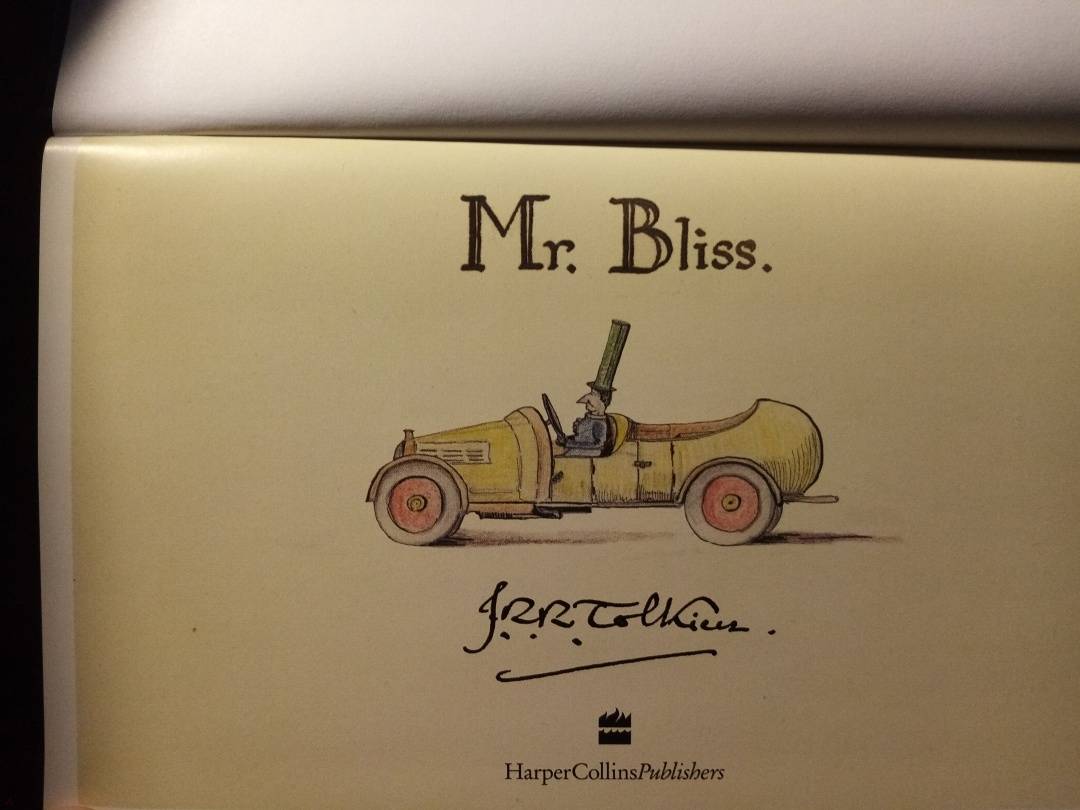 Mr. Bliss.
J.R.R. Tolkien.
HarperCollinsPublishers